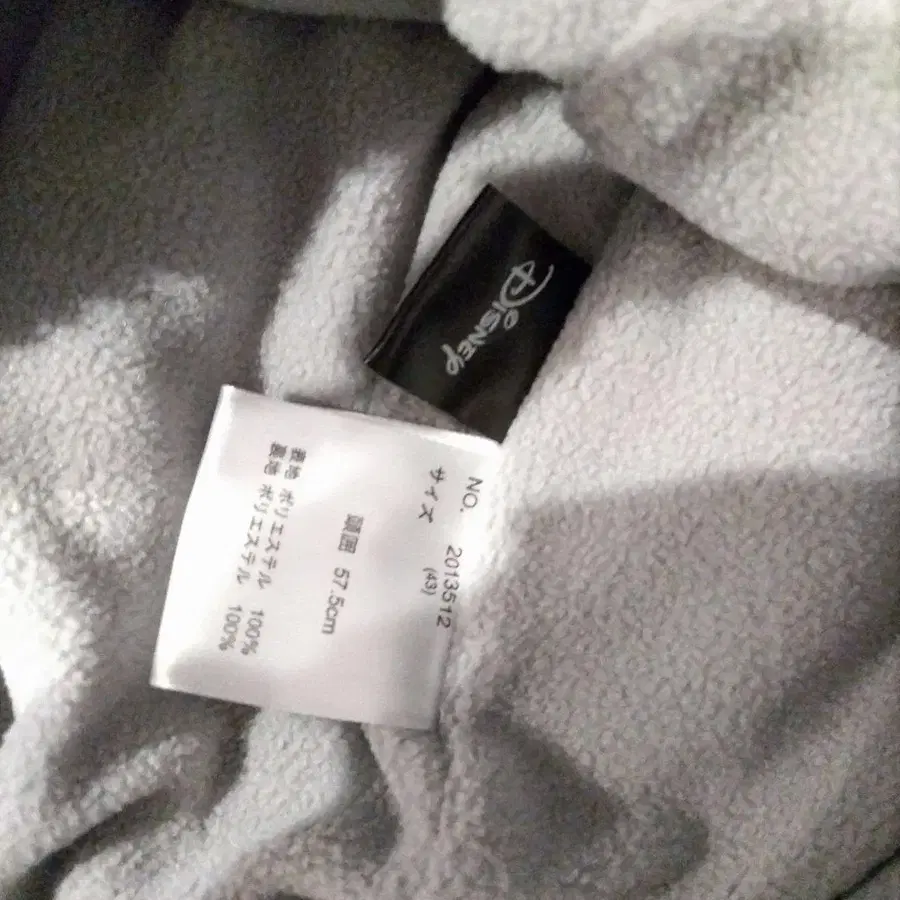 Disney
NO. 2013512
サイズ (43)
頭囲 57.5cm
表地 ポリエステル 100%
裏地 ポリエステル 100%